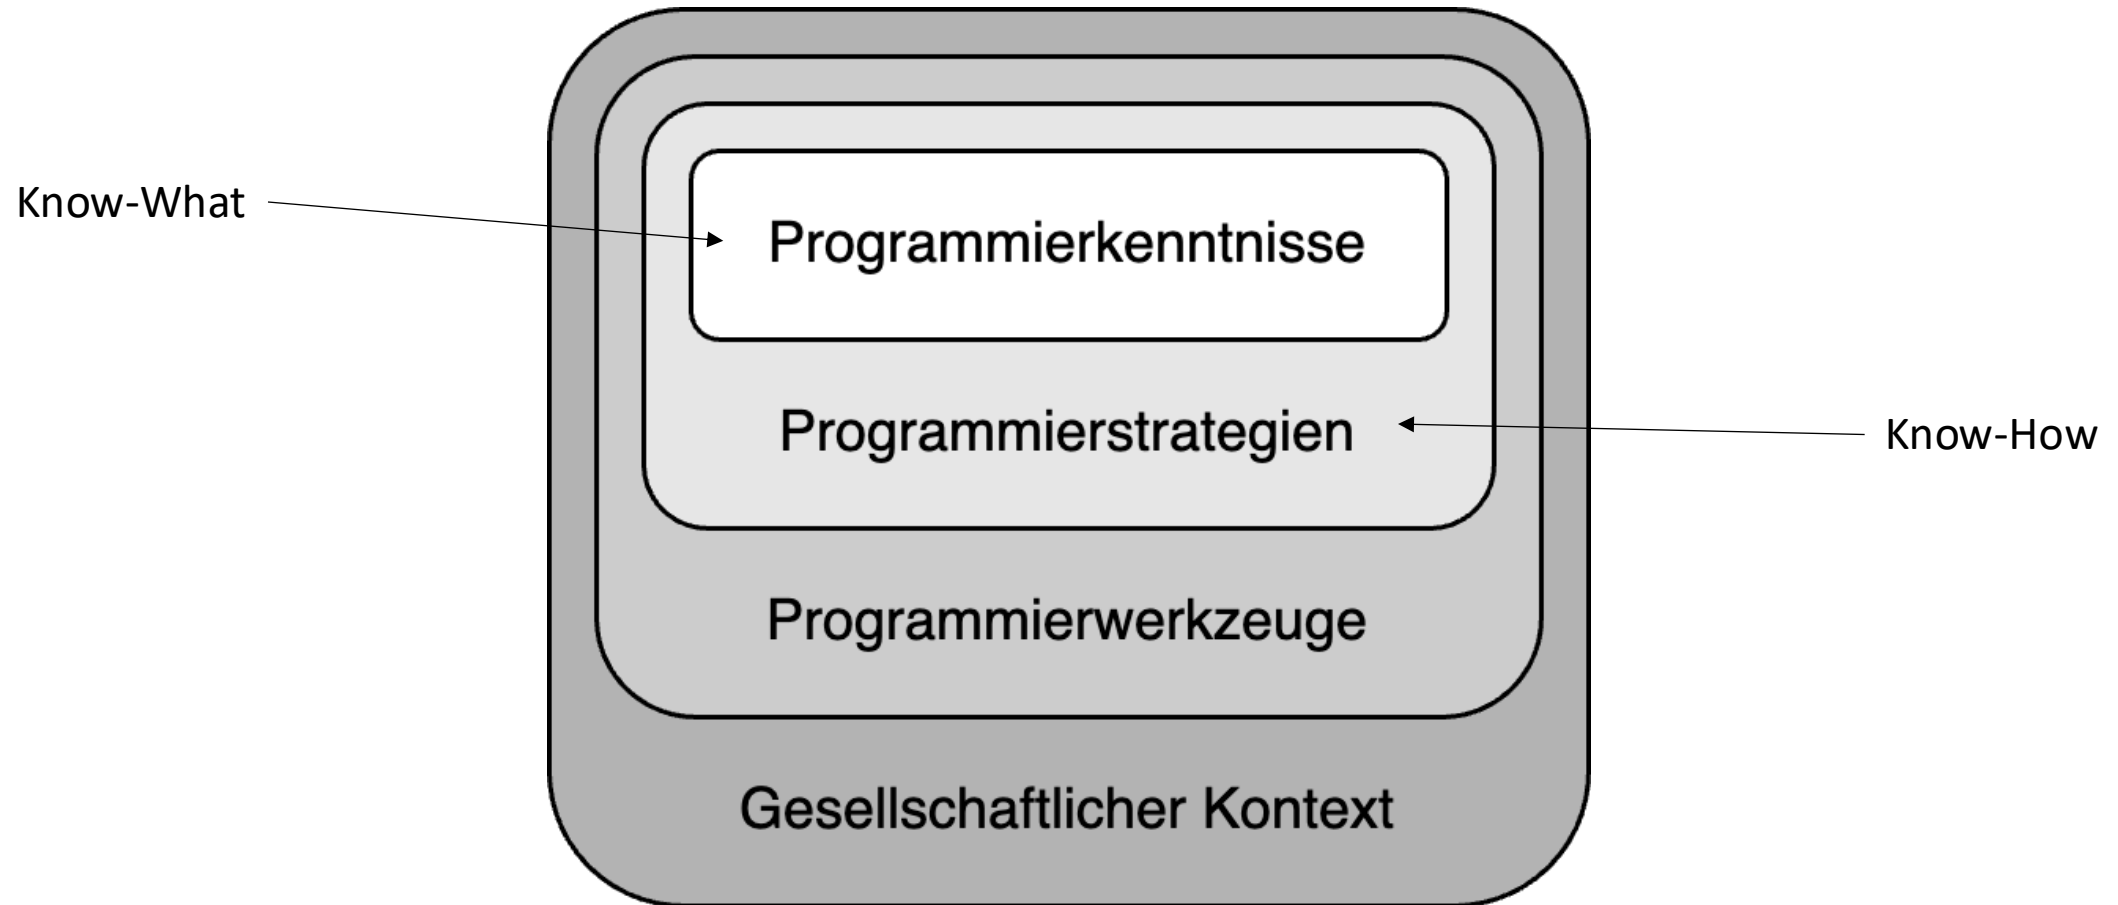 Know-What
Programmierkenntnisse
Programmierstrategien
Know-How
Programmierwerkzeuge
Gesellschaftlicher Kontext